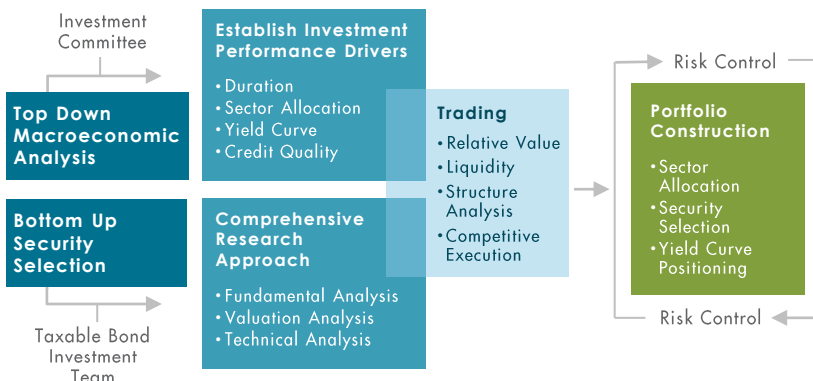 Investment
Committee
Top Down
Macroeconomic
Analysis
Bottom Up
Security
Selection
Taxable Bond
Investment
Team
Establish Investment
Performance Drivers
• Duration
• Sector Allocation
• Yield Curve
• Credit Quality
Comprehensive
Research
Approach
• Fundamental Analysis
• Valuation Analysis
• Technical Analysis
Trading
• Relative Value
• Liquidity
• Structure
Analysis
• Competitive
Execution
Risk Control
Portfolio
Construction
• Sector
Allocation
• Security
Selection
• Yield Curve
Positioning
Risk Control